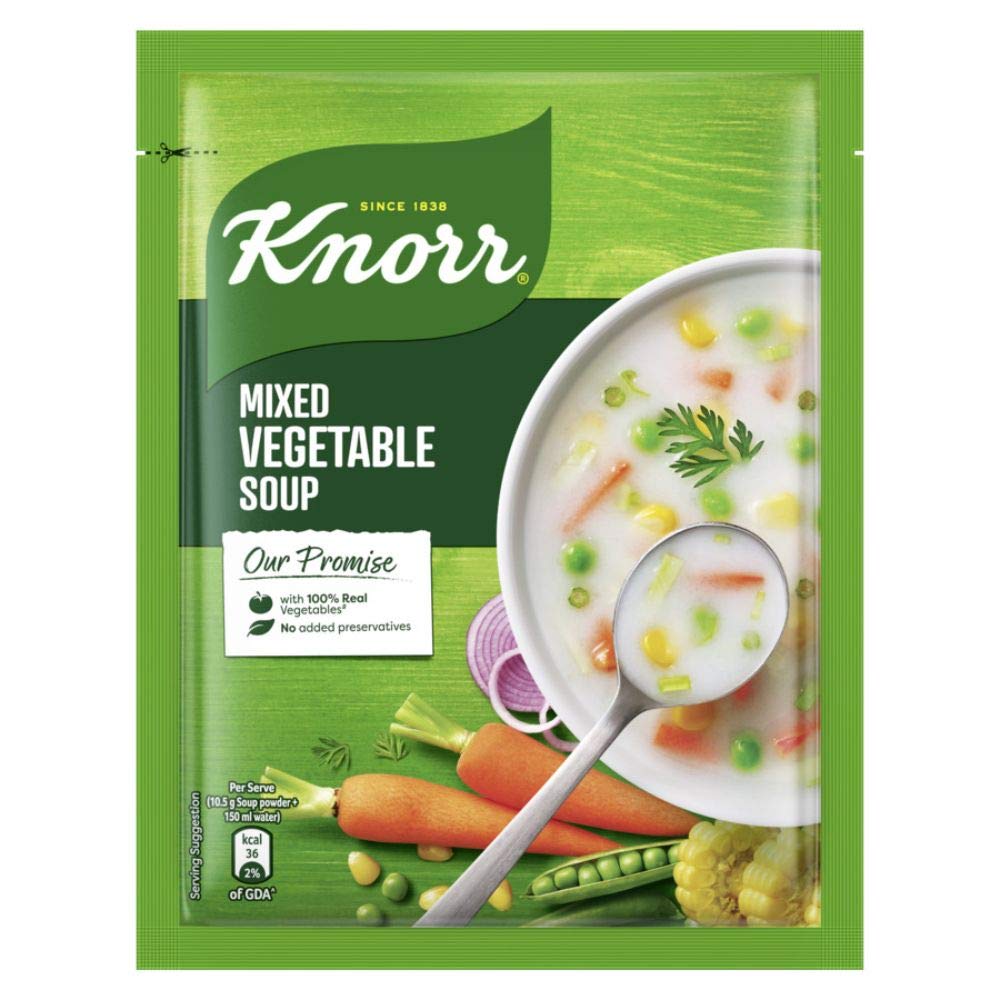 SINCE 1838
Knorr®
MIXED
VEGETABLE
SOUP
Our Promise
with 100% Real
Vegetables#
No added preservatives
Per Serve
(10.5 g Soup powder+
150 ml water)
kcal
36
2%
of GDA^
Serving Suggestion